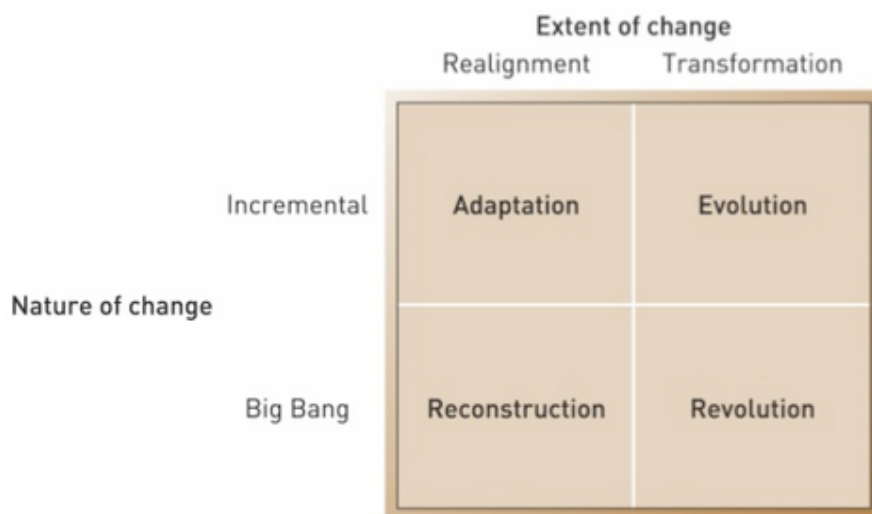 Extent of change
Realignment Transformation
Incremental Adaptation Evolution
Nature of change
Big Bang Reconstruction Revolution